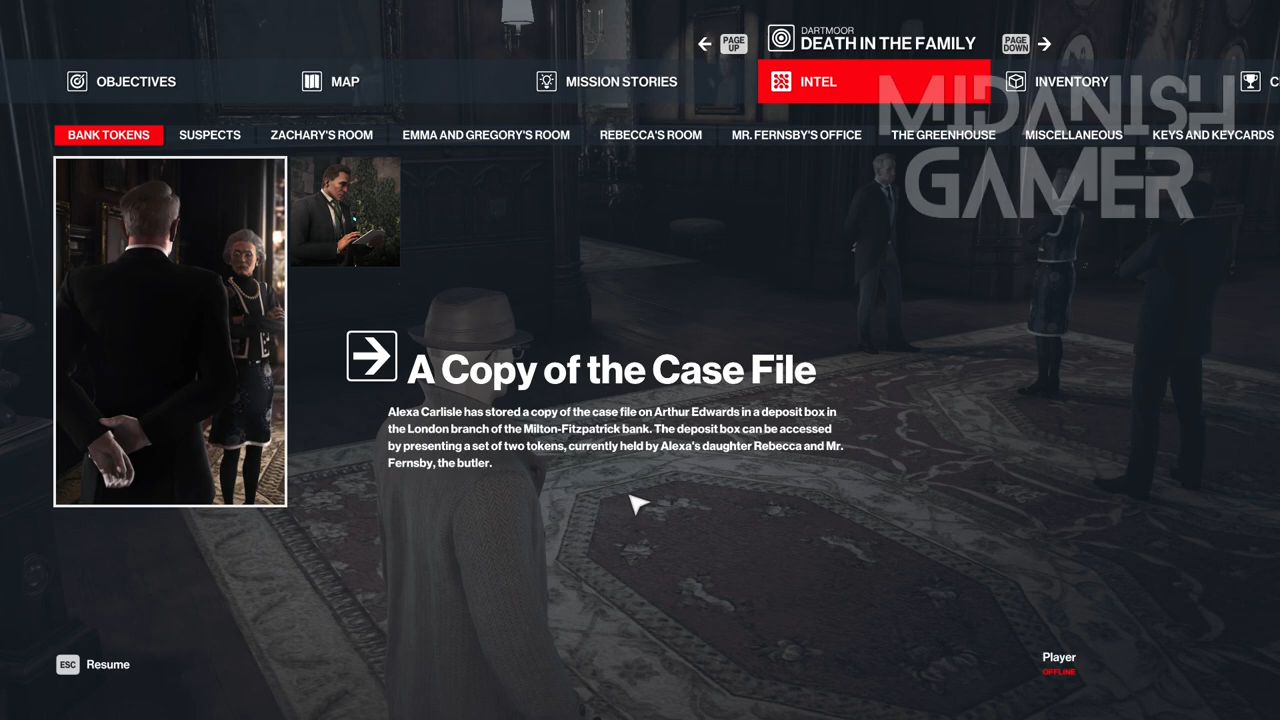 DARTMOOR
PAGE UP
DEATH IN THE FAMILY
PAGE DOWN
OBJECTIVES
MAP
MISSION STORIES
INTEL
INVENTORY
C
MIDANISH
GAMER
BANK TOKENS
SUSPECTS
ZACHARY'S ROOM
EMMA AND GREGORY'S ROOM
REBECCA'S ROOM
MR. FERNSBY'S OFFICE
THE GREENHOUSE
MISCELLANEOUS
KEYS AND KEYCARDS
A Copy of the Case File
Alexa Carlisle has stored a copy of the case file on Arthur Edwards in a deposit box in
the London branch of the Milton-Fitzpatrick bank. The deposit box can be accessed
by presenting a set of two tokens, currently held by Alexa's daughter Rebecca and Mr.
Fernsby, the butler.
ESC
Resume
Player
OFFLINE